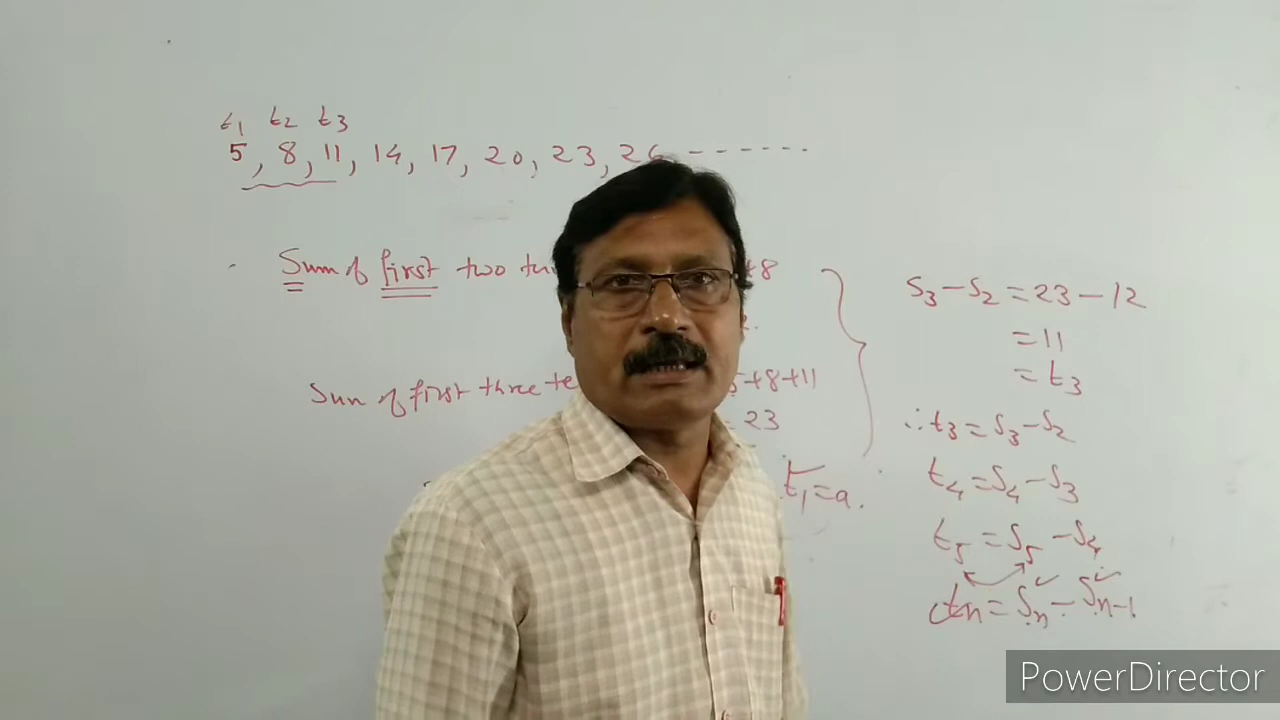 t1 t2 t3
5, 8, 11, 14, 17, 20, 23, 26 -------
Sum of first two +8
Sum of first three 5+8+11
23
t1=a.
S3-S2=23-12
=11
=t3
∴t3=S3-S2
t4=S4-S3
t5=S5-S4
tn=Sn-Sn-1
PowerDirector